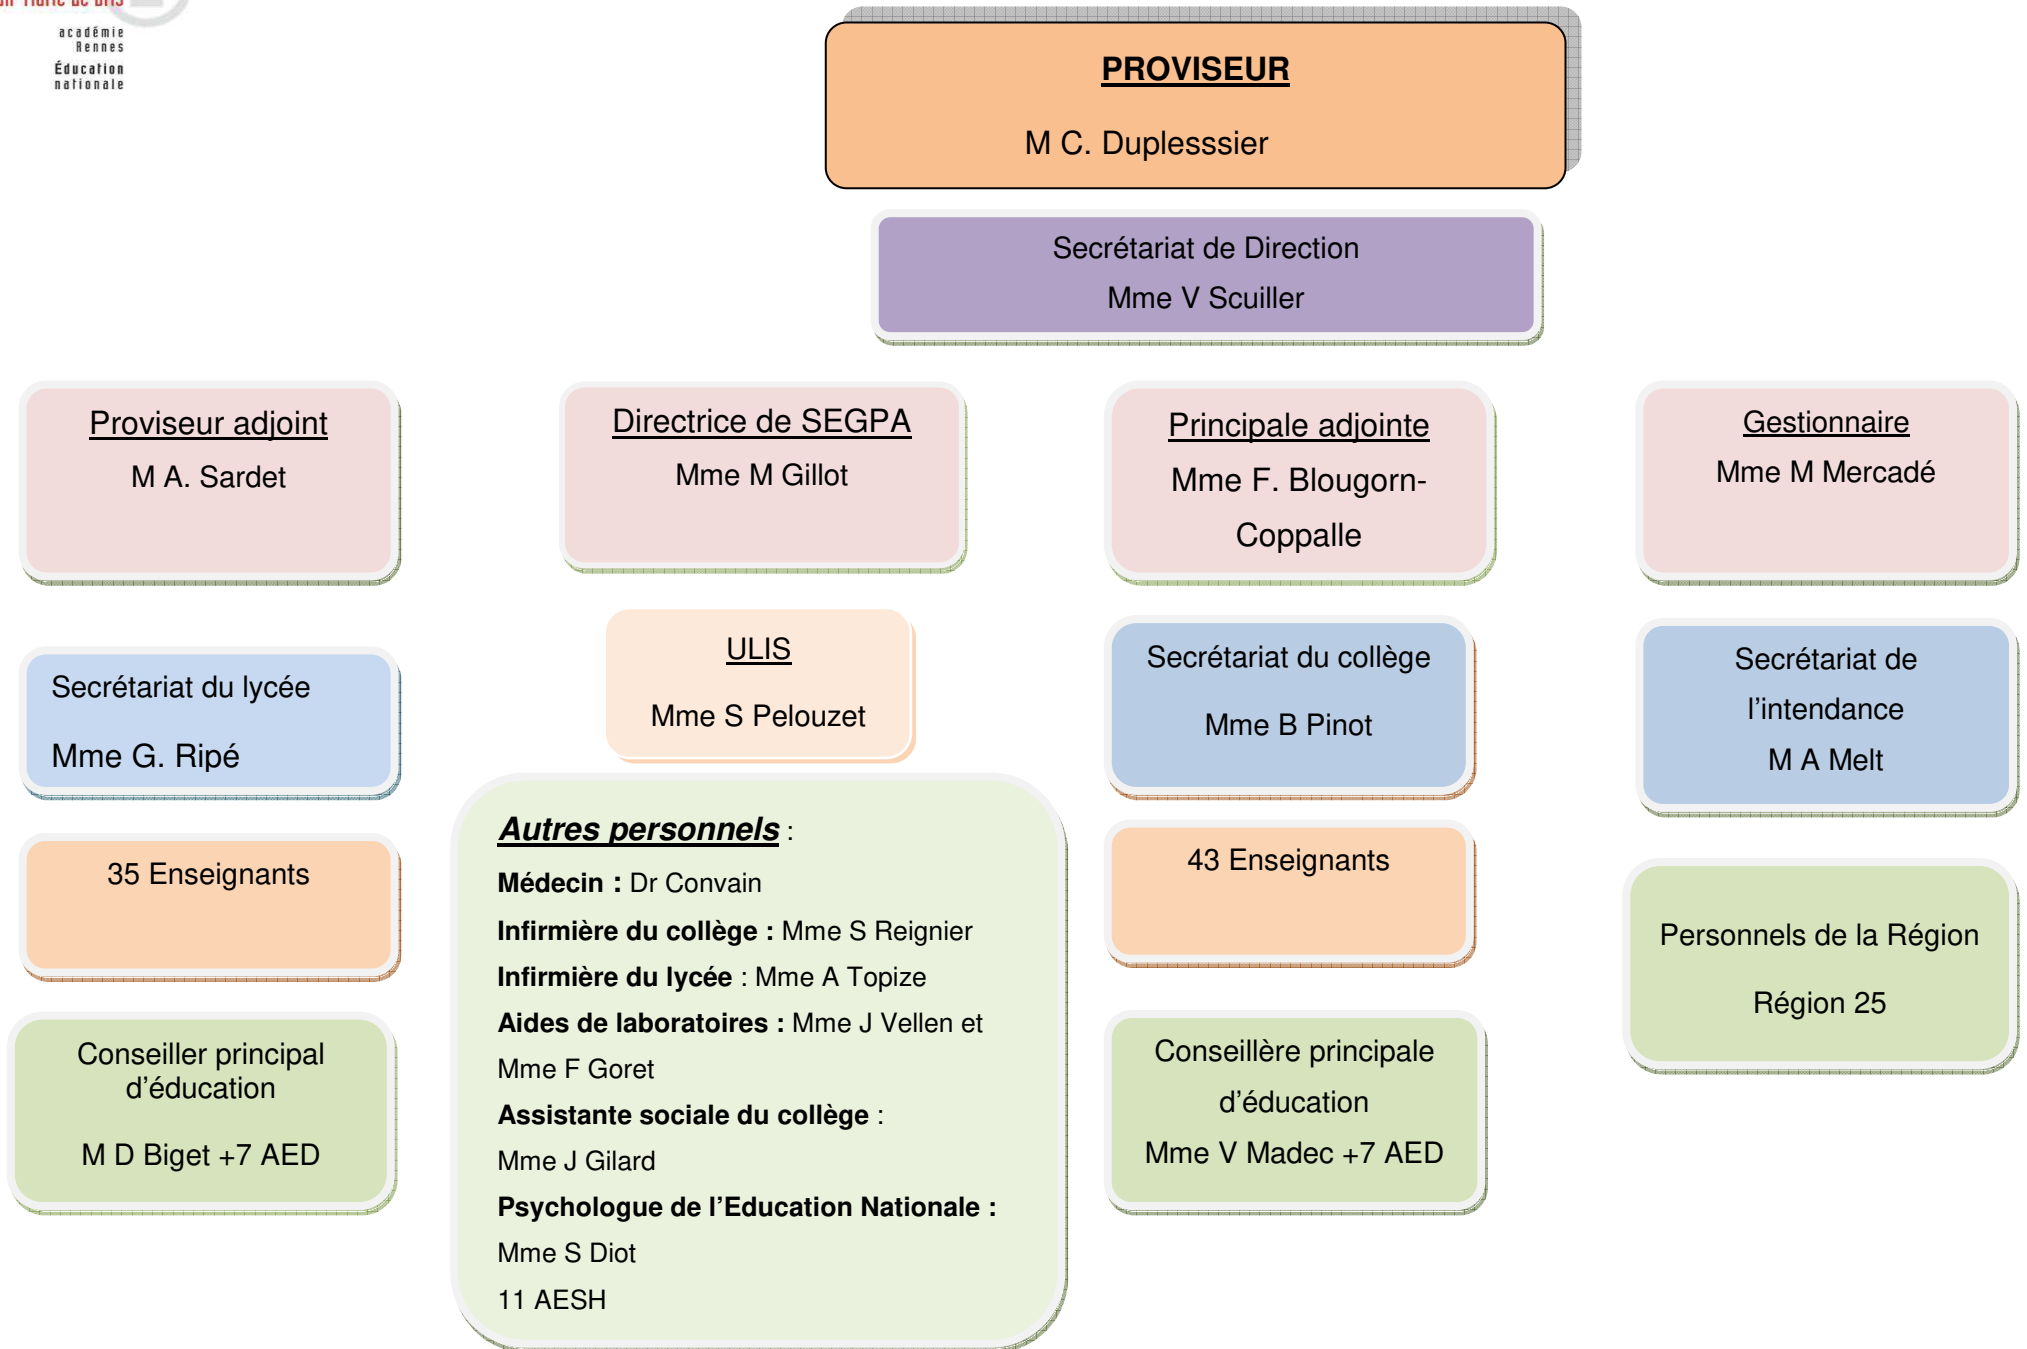 académie
Rennes
Éducation
nationale
PROVISEUR
M C. Duplesssier
Secrétariat de Direction
Mme V Scuiller
Proviseur adjoint
M A. Sardet
Directrice de SEGPA
Mme M Gillot
Principale adjointe
Mme F. Blougorn-
Coppalle
Gestionnaire
Mme M Mercadé
Secrétariat du lycée
Mme G. Ripé
ULIS
Mme S Pelouzet
Secrétariat du collège
Mme B Pinot
Secrétariat de
l’intendance
M A Melt
35 Enseignants
Autres personnels :
Médecin : Dr Convain
Infirmière du collège : Mme S Reignier
Infirmière du lycée : Mme A Topize
Aides de laboratoires : Mme J Vellen et
Mme F Goret
Assistante sociale du collège :
Mme J Gilard
Psychologue de l’Education Nationale :
Mme S Diot
11 AESH
43 Enseignants
Personnels de la Région
Région 25
Conseiller principal
d’éducation
M D Biget +7 AED
Conseillère principale
d’éducation
Mme V Madec +7 AED